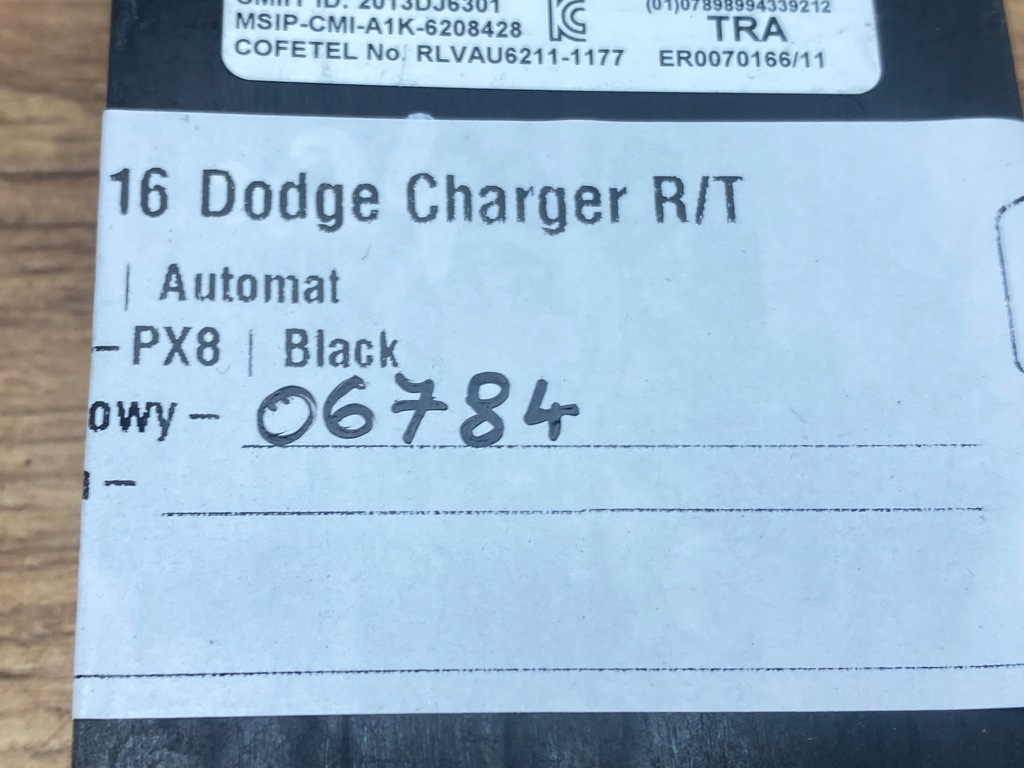 CMIIT ID: 2013DJ6301
MSIP-CMI-A1K-6208428
COFETEL No. RLVAU6211-1177
(01)07898994339212
TRA
ER0070166/11
16 Dodge Charger R/T
| Automat
- PX8 | Black
owy - 06784
-